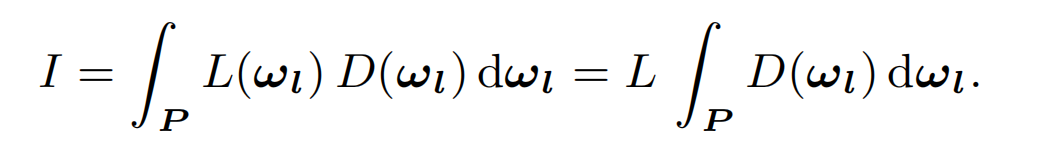 I = ∫_P L(ω_l) D(ω_l) dω_l = L ∫_P D(ω_l) dω_l.